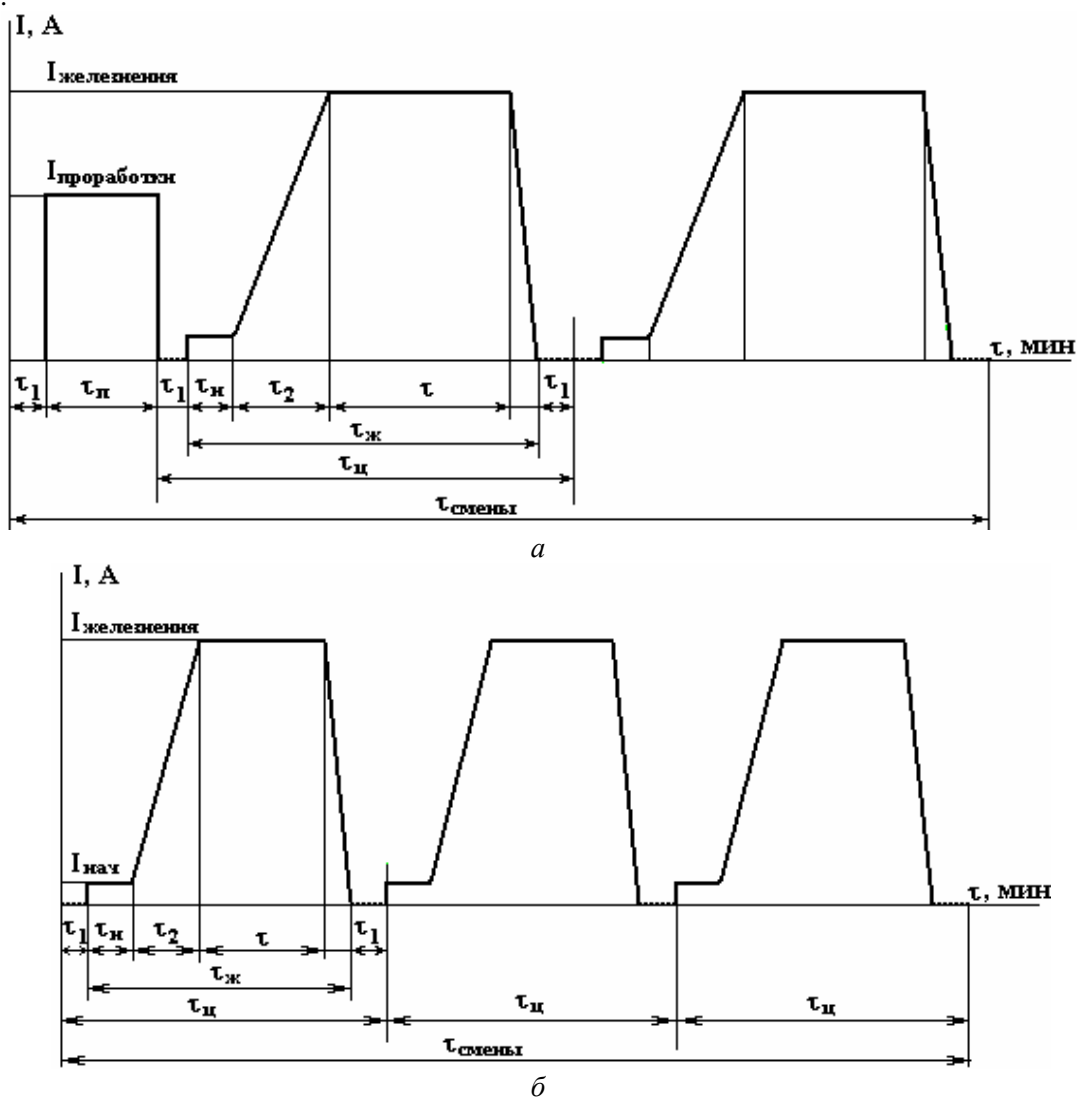 .
I, А
Iжелезнения
Iпроработки
τ, мин
τ1 τп τ1 τн τ2 τ τ1
τж
τц
τсмены
а
I, А
Iжелезнения
Iнач
τ, мин
τ1 τн τ2 τ τ1
τж
τц τц τц
τсмены
б